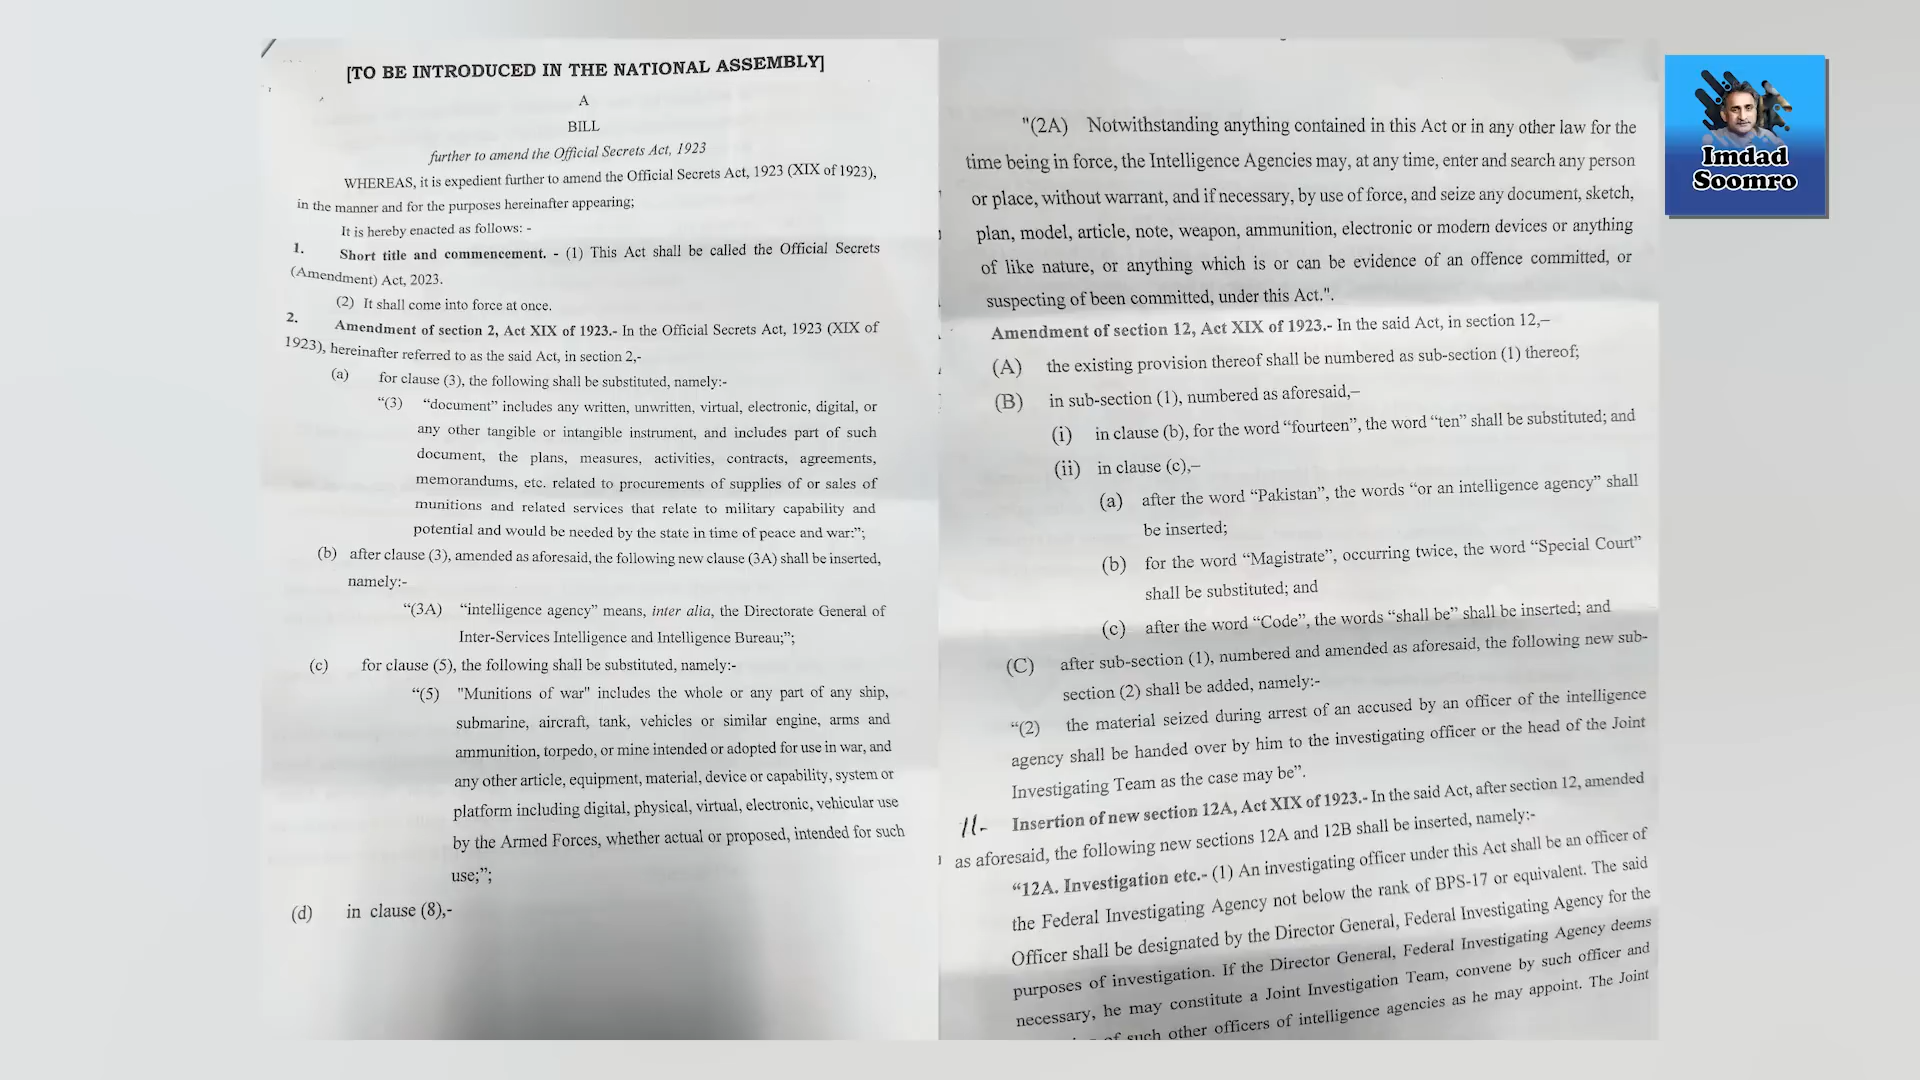 [TO BE INTRODUCED IN THE NATIONAL ASSEMBLY]
A
BILL
further to amend the Official Secrets Act, 1923
WHEREAS, it is expedient further to amend the Official Secrets Act, 1923 (XIX of 1923),
in the manner and for the purposes hereinafter appearing;
It is hereby enacted as follows: -
1. Short title and commencement. - (1) This Act shall be called the Official Secrets
(Amendment) Act, 2023.
(2) It shall come into force at once.
2. Amendment of section 2, Act XIX of 1923.- In the Official Secrets Act, 1923 (XIX of
1923), hereinafter referred to as the said Act, in section 2,-
(a) for clause (3), the following shall be substituted, namely:-
“(3) “document” includes any written, unwritten, virtual, electronic, digital, or
any other tangible or intangible instrument, and includes part of such
document, the plans, measures, activities, contracts, agreements,
memorandums, etc. related to procurements of supplies of or sales of
munitions and related services that relate to military capability and
potential and would be needed by the state in time of peace and war:”;
(b) after clause (3), amended as aforesaid, the following new clause (3A) shall be inserted,
namely:-
“(3A) “intelligence agency” means, inter alia, the Directorate General of
Inter-Services Intelligence and Intelligence Bureau;”;
(c) for clause (5), the following shall be substituted, namely:-
“(5) "Munitions of war" includes the whole or any part of any ship,
submarine, aircraft, tank, vehicles or similar engine, arms and
ammunition, torpedo, or mine intended or adopted for use in war, and
any other article, equipment, material, device or capability, system or
platform including digital, physical, virtual, electronic, vehicular use
by the Armed Forces, whether actual or proposed, intended for such
use;”;
(d) in clause (8),-
"(2A) Notwithstanding anything contained in this Act or in any other law for the
time being in force, the Intelligence Agencies may, at any time, enter and search any person
or place, without warrant, and if necessary, by use of force, and seize any document, sketch,
plan, model, article, note, weapon, ammunition, electronic or modern devices or anything
of like nature, or anything which is or can be evidence of an offence committed, or
suspecting of been committed, under this Act.".
Amendment of section 12, Act XIX of 1923.- In the said Act, in section 12,–
(A) the existing provision thereof shall be numbered as sub-section (1) thereof;
(B) in sub-section (1), numbered as aforesaid,–
(i) in clause (b), for the word “fourteen”, the word “ten” shall be substituted; and
(ii) in clause (c),–
(a) after the word “Pakistan”, the words “or an intelligence agency” shall
be inserted;
(b) for the word “Magistrate”, occurring twice, the word “Special Court”
shall be substituted; and
(c) after the word “Code”, the words “shall be” shall be inserted; and
(C) after sub-section (1), numbered and amended as aforesaid, the following new sub-
section (2) shall be added, namely:-
“(2) the material seized during arrest of an accused by an officer of the intelligence
agency shall be handed over by him to the investigating officer or the head of the Joint
Investigating Team as the case may be”.
11- Insertion of new section 12A, Act XIX of 1923.- In the said Act, after section 12, amended
as aforesaid, the following new sections 12A and 12B shall be inserted, namely:-
“12A. Investigation etc.- (1) An investigating officer under this Act shall be an officer of
the Federal Investigating Agency not below the rank of BPS-17 or equivalent. The said
Officer shall be designated by the Director General, Federal Investigating Agency for the
purposes of investigation. If the Director General, Federal Investigating Agency deems
necessary, he may constitute a Joint Investigation Team, convene by such officer and
of such other officers of intelligence agencies as he may appoint. The Joint
Imdad
Soomro